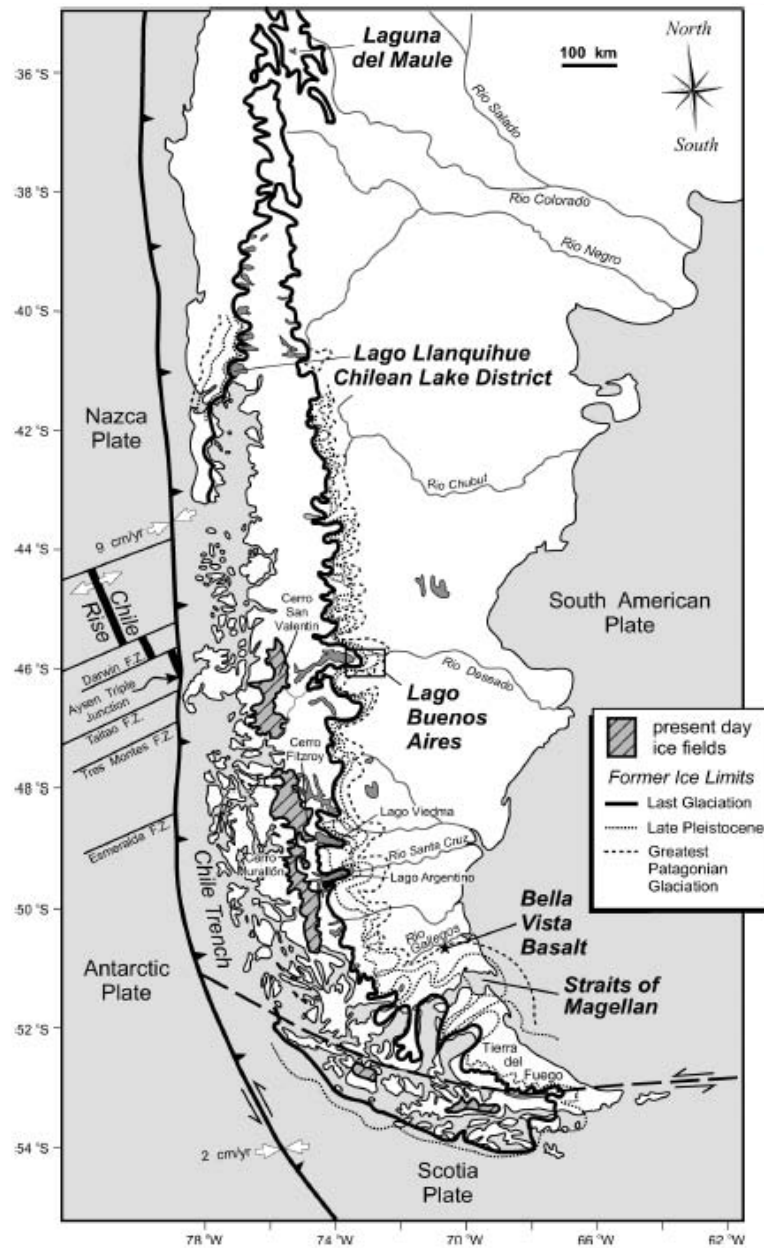 Laguna
del Maule
100 km
North
South
36 °S
38 °S
40 °S
42 °S
44 °S
46 °S
48 °S
50 °S
52 °S
54 °S
Rio Salado
Rio Colorado
Rio Negro
Lago Llanquihue
Chilean Lake District
Nazca
Plate
Rio Chubut
9 cm/yr
Chile
Rise
Cerro
San
Valentin
South American
Plate
Darwin F.Z.
Aysen Triple
Junction
Rio Deseado
Lago
Buenos
Aires
Taitao F.Z.
Tres Montes F.Z.
Cerro
Fitzroy
Esmeralda F.Z.
Lago Viedma
Rio Santa Cruz
Cerro
Murallón
Lago Argentino
present day
ice fields
Former Ice Limits
Last Glaciation
Late Pleistocene
Greatest
Patagonian
Glaciation
Chile Trench
Rio
Gallegos
Bella
Vista
Basalt
Antarctic
Plate
Straits of
Magellan
Tierra
del
Fuego
2 cm/yr
Scotia
Plate
78 °W
74 °W
70 °W
66 °W
62 °W